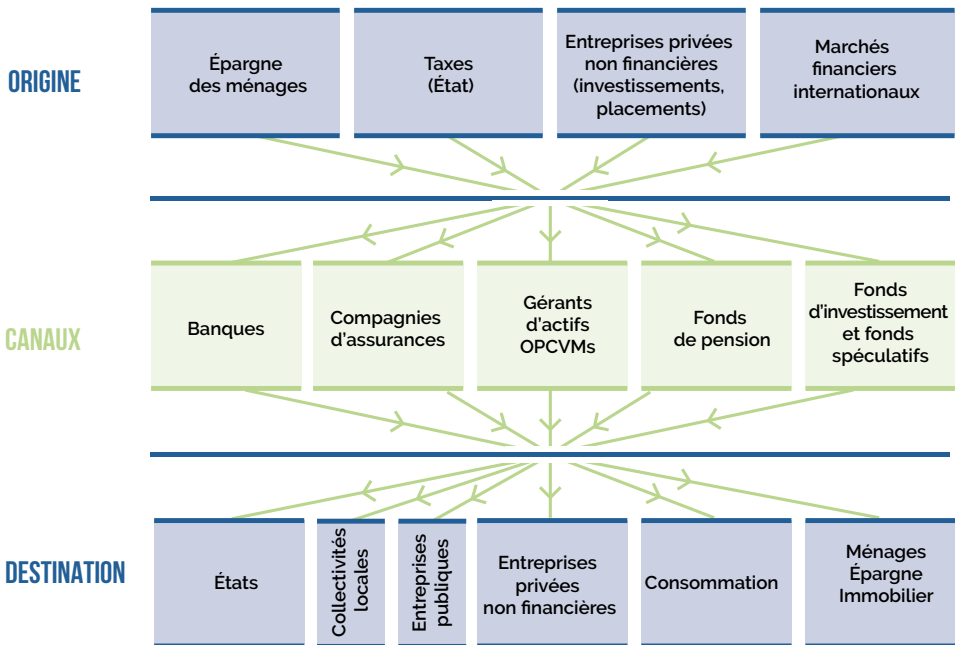 ORIGINE
Épargne
des ménages
Taxes
(État)
Entreprises privées
non financières
(investissements,
placements)
Marchés
financiers
internationaux
CANAUX
Banques
Compagnies
d'assurances
Gérants
d'actifs
OPCVMs
Fonds
de pension
Fonds
d'investissement
et fonds
spéculatifs
DESTINATION
États
Collectivités
locales
Entreprises
publiques
Entreprises
privées
non financières
Consommation
Ménages
Épargne
Immobilier